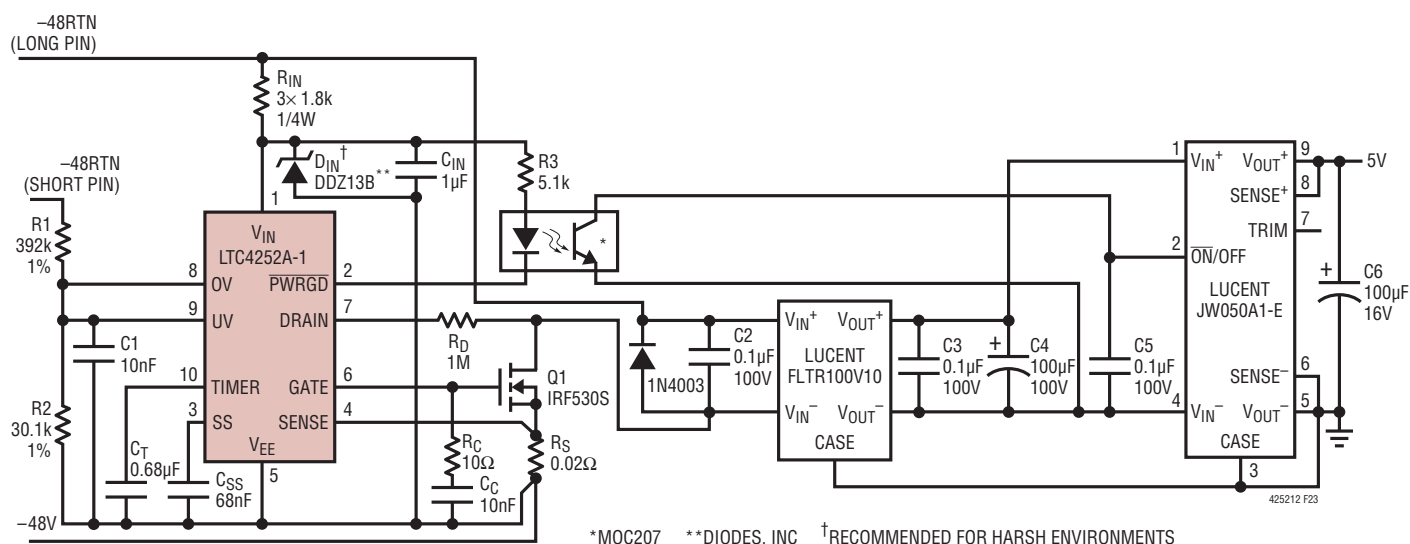 −48RTN
(LONG PIN)
RIN
3× 1.8k
1/4W
−48RTN
(SHORT PIN)
DIN†
DDZ13B**
CIN
1µF
R3
5.1k
1
R1
392k
1%
VIN
LTC4252A-1
8
OV
PWRGD
2
9
UV
DRAIN
7
C1
10nF
RD
1M
10
TIMER
GATE
6
Q1
IRF530S
3
SS
SENSE
4
VEE
5
R2
30.1k
1%
CT
0.68µF
CSS
68nF
RC
10Ω
CC
10nF
RS
0.02Ω
−48V
*
1N4003
C2
0.1µF
100V
VIN+
VOUT+
LUCENT
FLTR100V10
VIN−
VOUT−
CASE
C3
0.1µF
100V
+
C4
100µF
100V
C5
0.1µF
100V
1
VIN+
VOUT+
9
5V
SENSE+
8
TRIM
7
2
ON/OFF
LUCENT
JW050A1-E
+
C6
100µF
16V
SENSE−
6
4
VIN−
VOUT−
5
CASE
3
425212 F23
*MOC207 **DIODES, INC †RECOMMENDED FOR HARSH ENVIRONMENTS